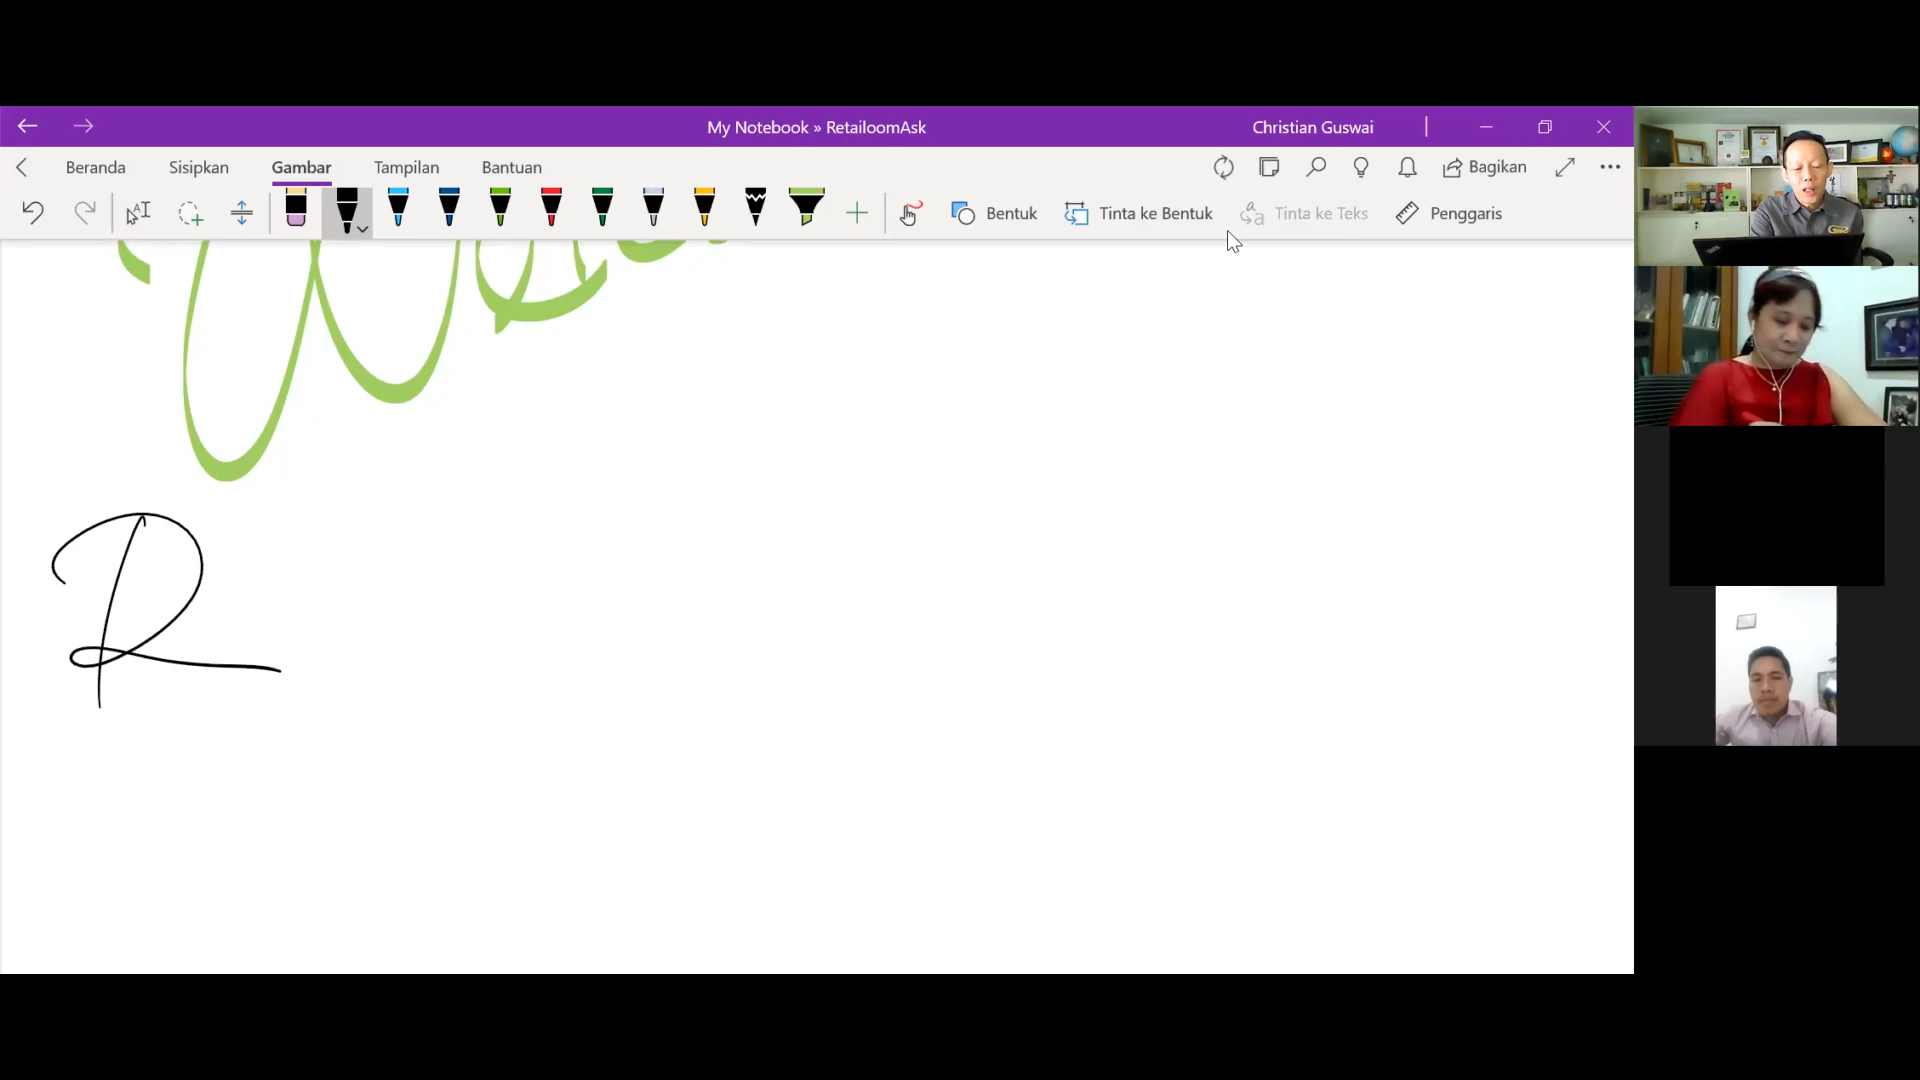 My Notebook » RetailoomAsk
Christian Guswai
Beranda Sisipkan Gambar Tampilan Bantuan
Bagikan
Bentuk Tinta ke Bentuk Tinta ke Teks Penggaris
R